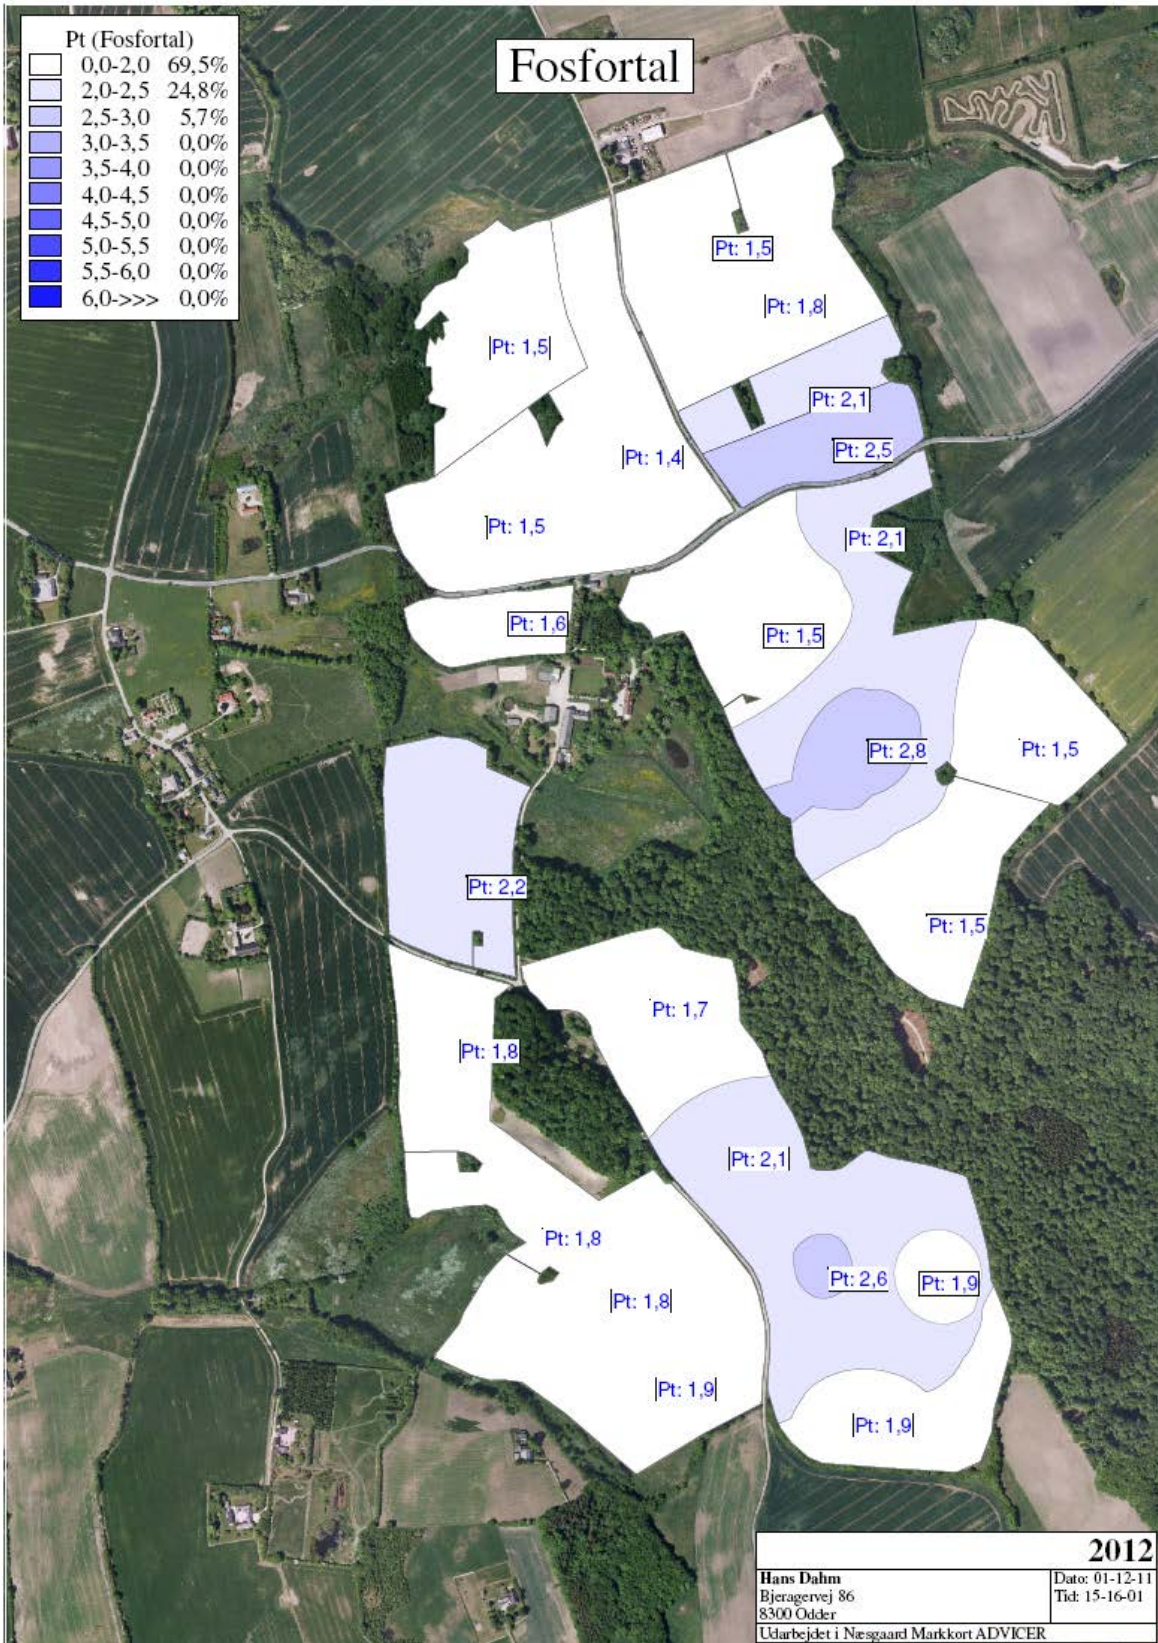 Pt (Fosfortal)
0,0-2,0 69,5%
2,0-2,5 24,8%
2,5-3,0 5,7%
3,0-3,5 0,0%
3,5-4,0 0,0%
4,0-4,5 0,0%
4,5-5,0 0,0%
5,0-5,5 0,0%
5,5-6,0 0,0%
6,0->>> 0,0%
Fosfortal
Pt: 1,5
Pt: 1,8
Pt: 1,5
Pt: 2,1
Pt: 2,5
Pt: 1,4
Pt: 1,5
Pt: 2,1
Pt: 1,6
Pt: 1,5
Pt: 2,8
Pt: 1,5
Pt: 2,2
Pt: 1,5
Pt: 1,7
Pt: 1,8
Pt: 2,1
Pt: 1,8
Pt: 2,6
Pt: 1,9
Pt: 1,8
Pt: 1,9
Pt: 1,9
2012
Hans Dahm
Bjeragervej 86
8300 Odder
Dato: 01-12-11
Tid: 15-16-01
Udarbejdet i Næsgaard Markkort ADVICER